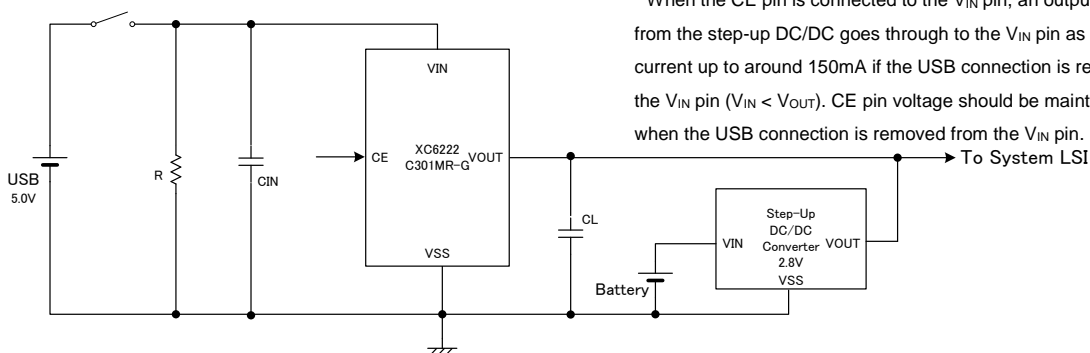 When the CE pin is connected to the VIN pin, an output
from the step-up DC/DC goes through to the VIN pin as
current up to around 150mA if the USB connection is re
the VIN pin (VIN < VOUT). CE pin voltage should be maint
when the USB connection is removed from the VIN pin.
To System LSI
VIN
CE
XC6222
C301MR-G
VOUT
VSS
USB
5.0V
R
CIN
CL
Battery
Step-Up
DC/DC
Converter
2.8V
VIN
VOUT
VSS